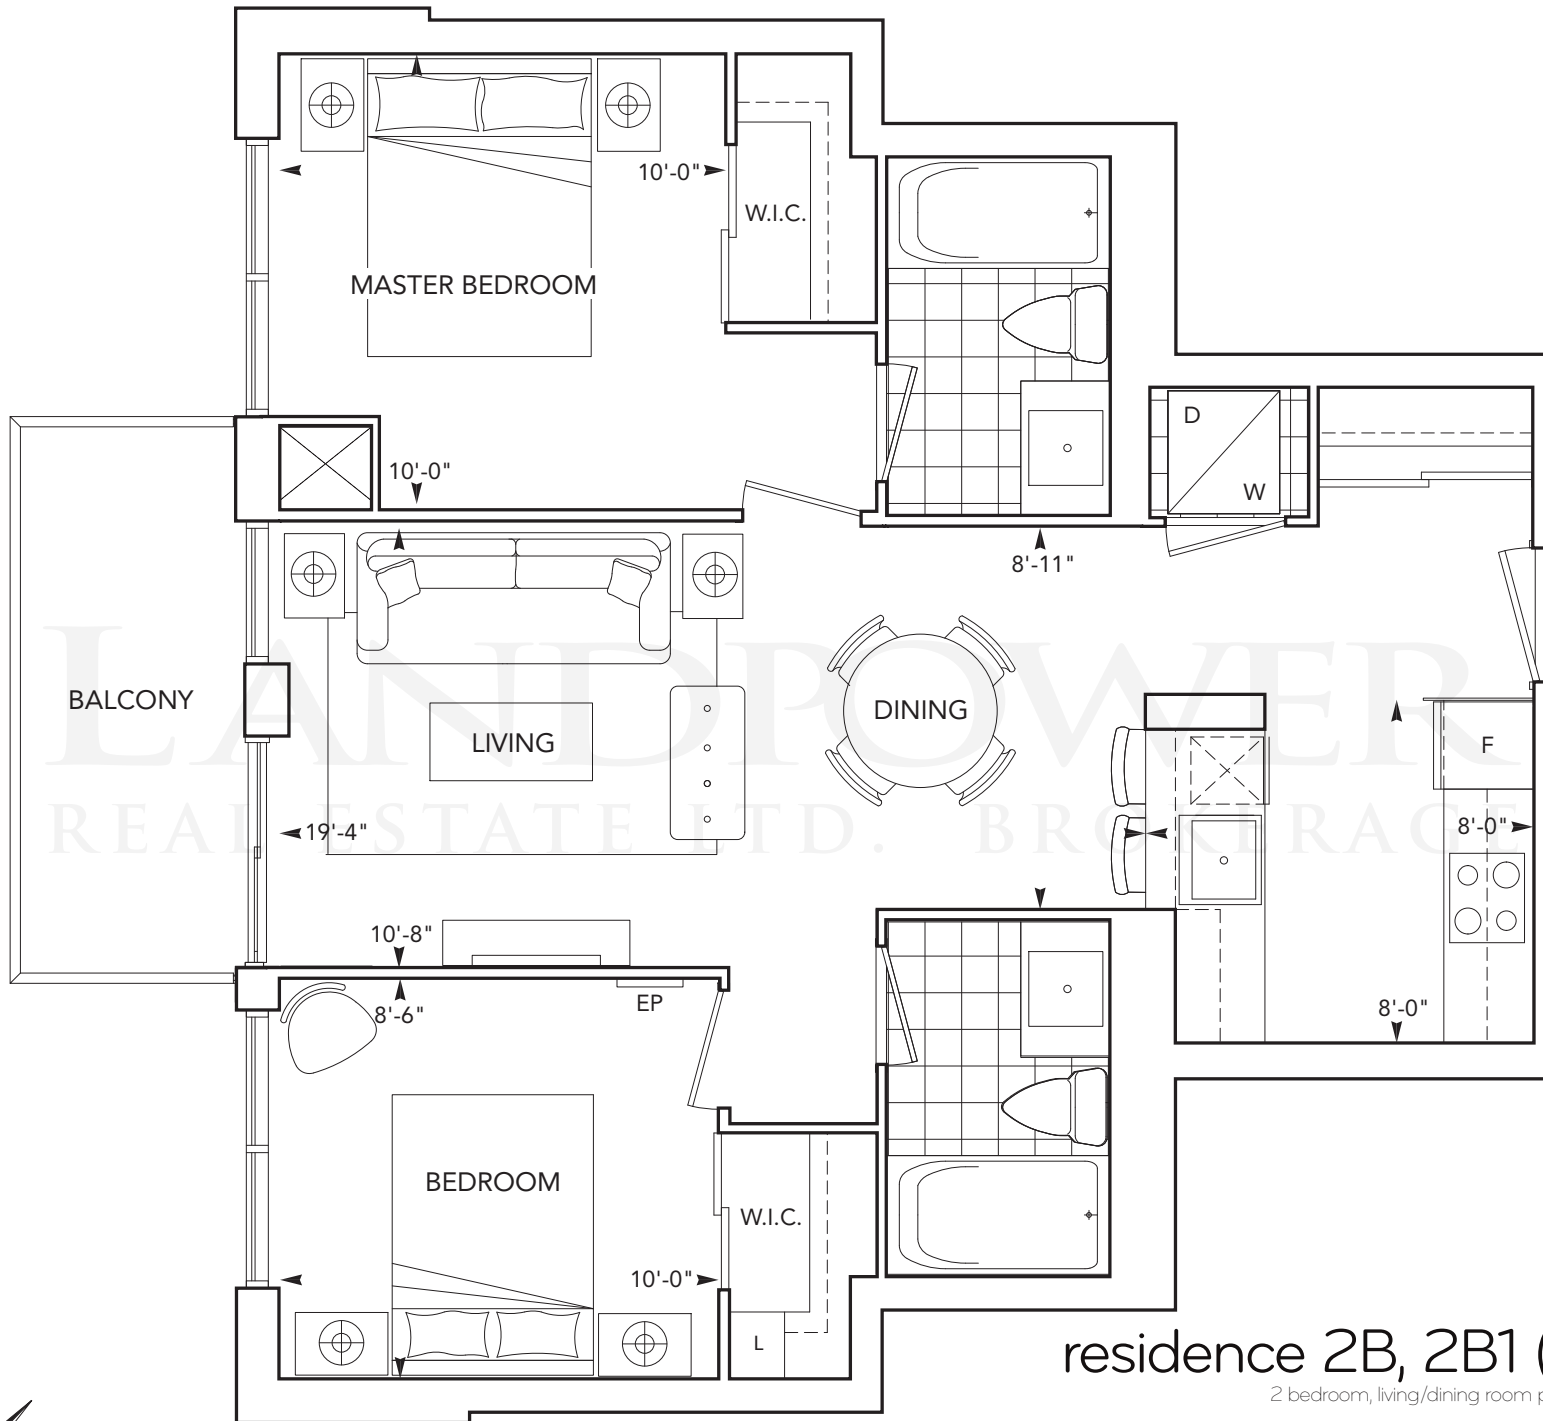 10'-0"
W.I.C.
MASTER BEDROOM
D
W
10'-0"
8'-11"
LANDPOWER
REAL ESTATE LTD. BROKERAGE
BALCONY
LIVING
DINING
F
19'-4"
8'-0"
10'-8"
8'-6"
EP
8'-0"
BEDROOM
W.I.C.
10'-0"
L
residence 2B, 2B1 (
2 bedroom, living/dining room